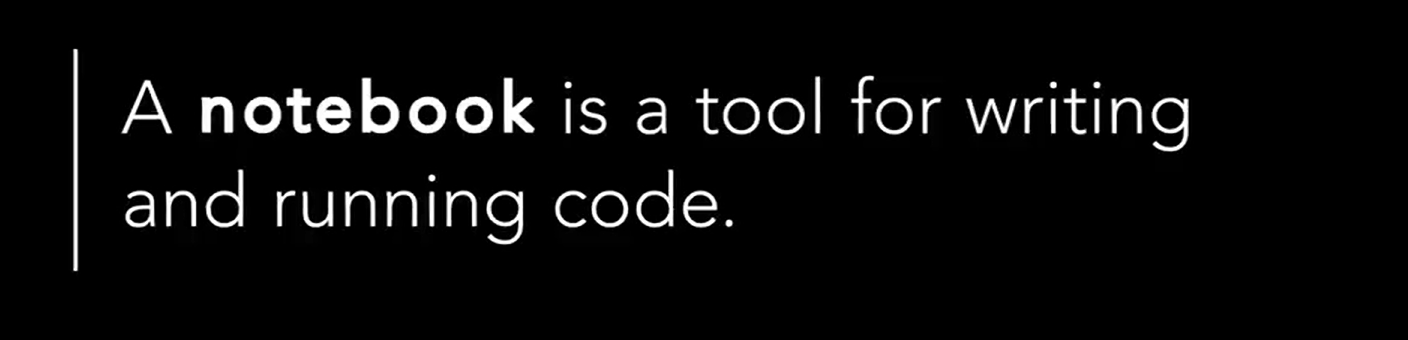 A notebook is a tool for writing
and running code.